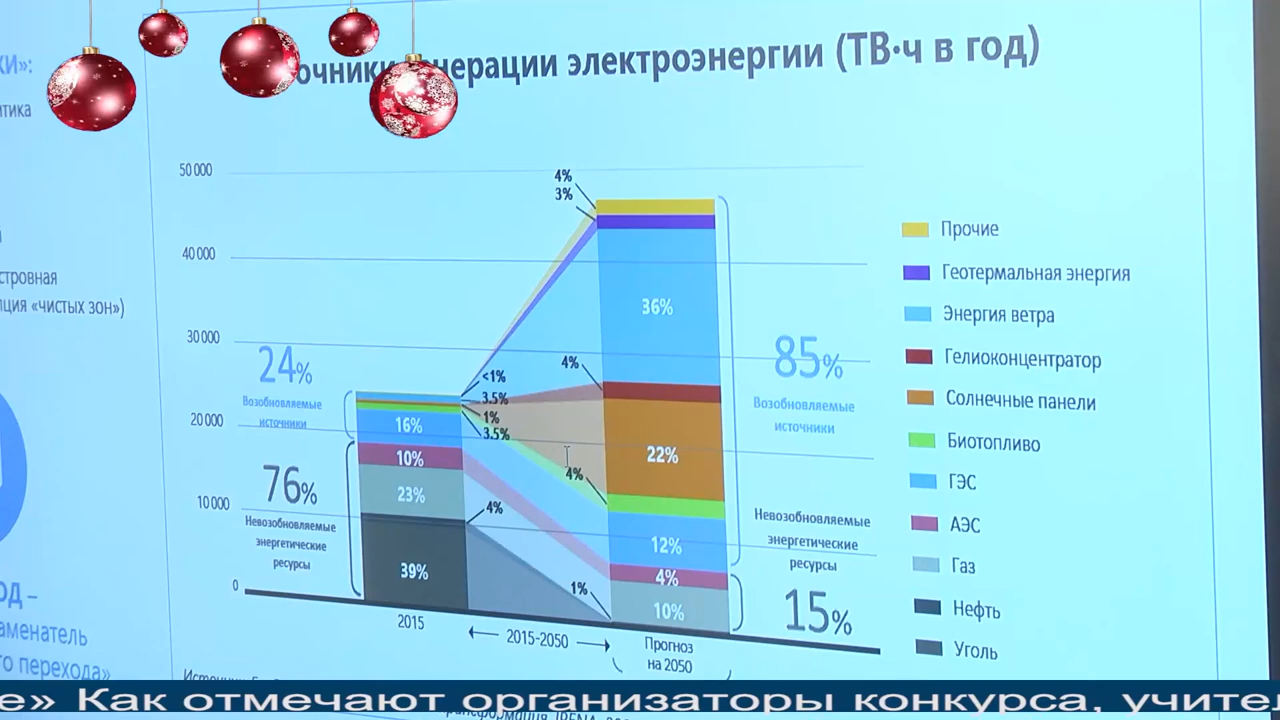 очники
нерации электроэнергии (ТВ·ч в год)
КИ»:
тика
стровная
ция «чистых зон»)
ОД –
аменатель
го перехода»
50 000
40 000
30 000
20 000
10 000
0
24%
Возобновляемые
источники
76%
Невозобновляемые
энергетические
ресурсы
16%
10%
23%
39%
4%
3%
<1%
3.5%
1%
3.5%
4%
4%
4%
1%
36%
22%
12%
4%
10%
85%
Возобновляемые
источники
Невозобновляемые
энергетические
ресурсы
15%
2015
2015-2050
Прогноз
на 2050
Прочие
Геотермальная энергия
Энергия ветра
Гелиоконцентратор
Солнечные панели
Биотопливо
ГЭС
АЭС
Газ
Нефть
Уголь
е» Как отмечают организаторы конкурса, учите